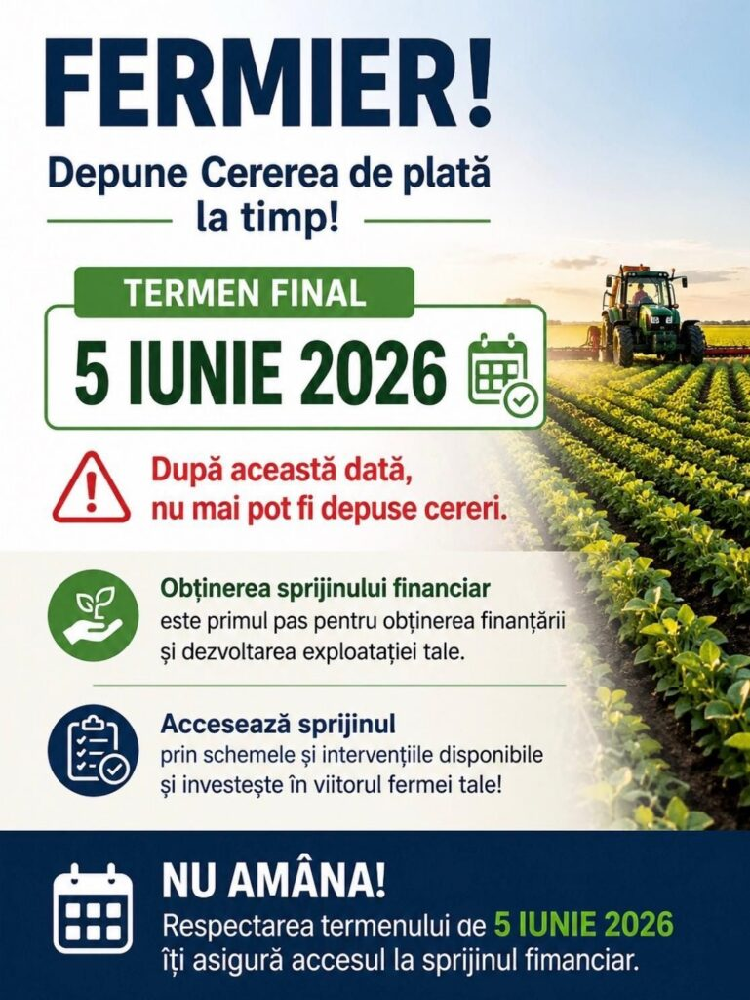 FERMIER!
Depune Cererea de plată
la timp!
TERMEN FINAL
5 IUNIE 2026
După această dată,
nu mai pot fi depuse cereri.
Obținerea sprijinului financiar
este primul pas pentru obținerea finanțării
și dezvoltarea exploatației tale.
Accesează sprijinul
prin schemele și intervențiile disponibile
și investește în viitorul fermei tale!
NU AMÂNA!
Respectarea termenului ɑe 5 IUNIE 2026
îți asigură accesul la sprijinul fimanciar.